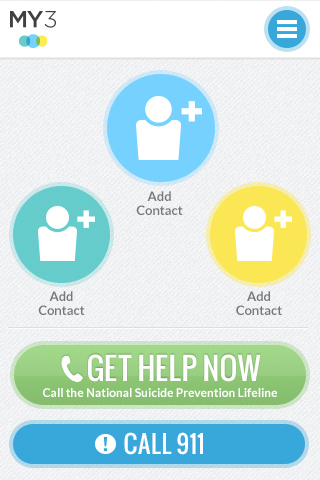 MY3
Add
Contact
Add
Contact
Add
Contact
GET HELP NOW
Call the National Suicide Prevention Lifeline
CALL 911